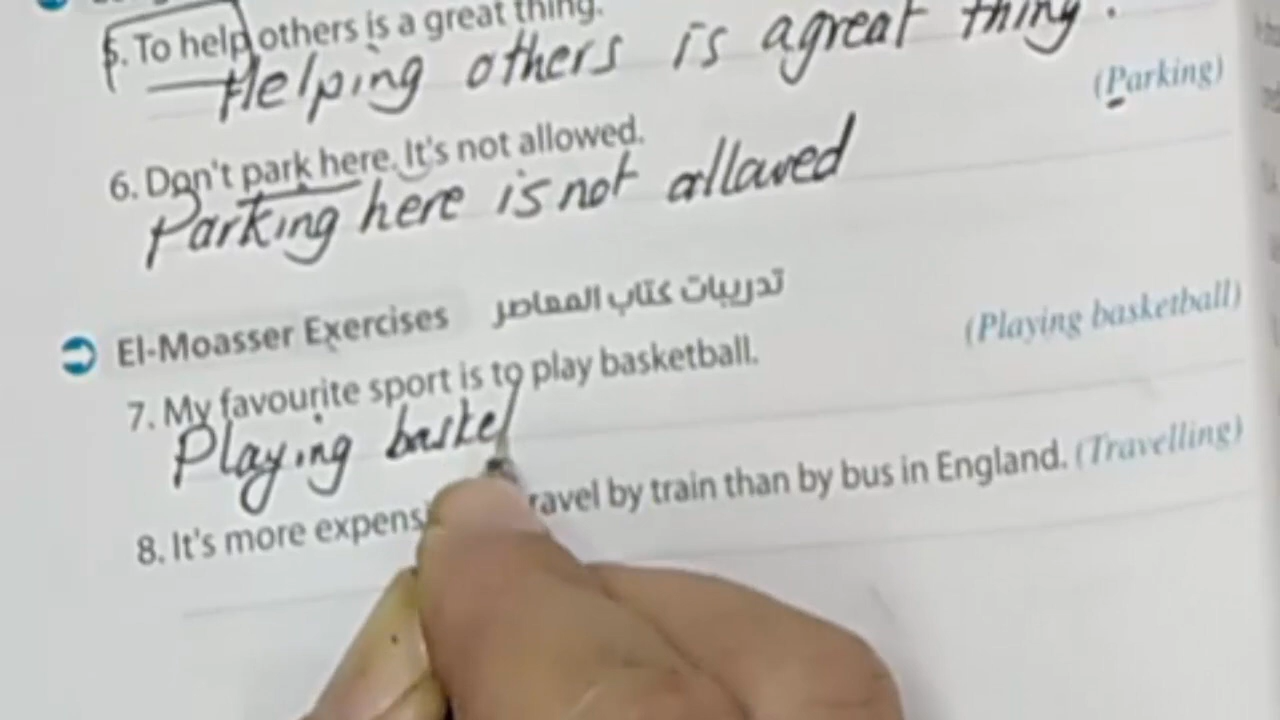 5. To help others is a great thing.
Helping others is agreat thing.
(Parking)
6. Don't park here. It's not allowed.
Parking here is not allawed
El-Moasser Exercises تدريبات كتاب المعاصر
(Playing basketball)
7. My favourite sport is to play basketball.
Playing basket
8. It's more expensi ravel by train than by bus in England. (Travelling)